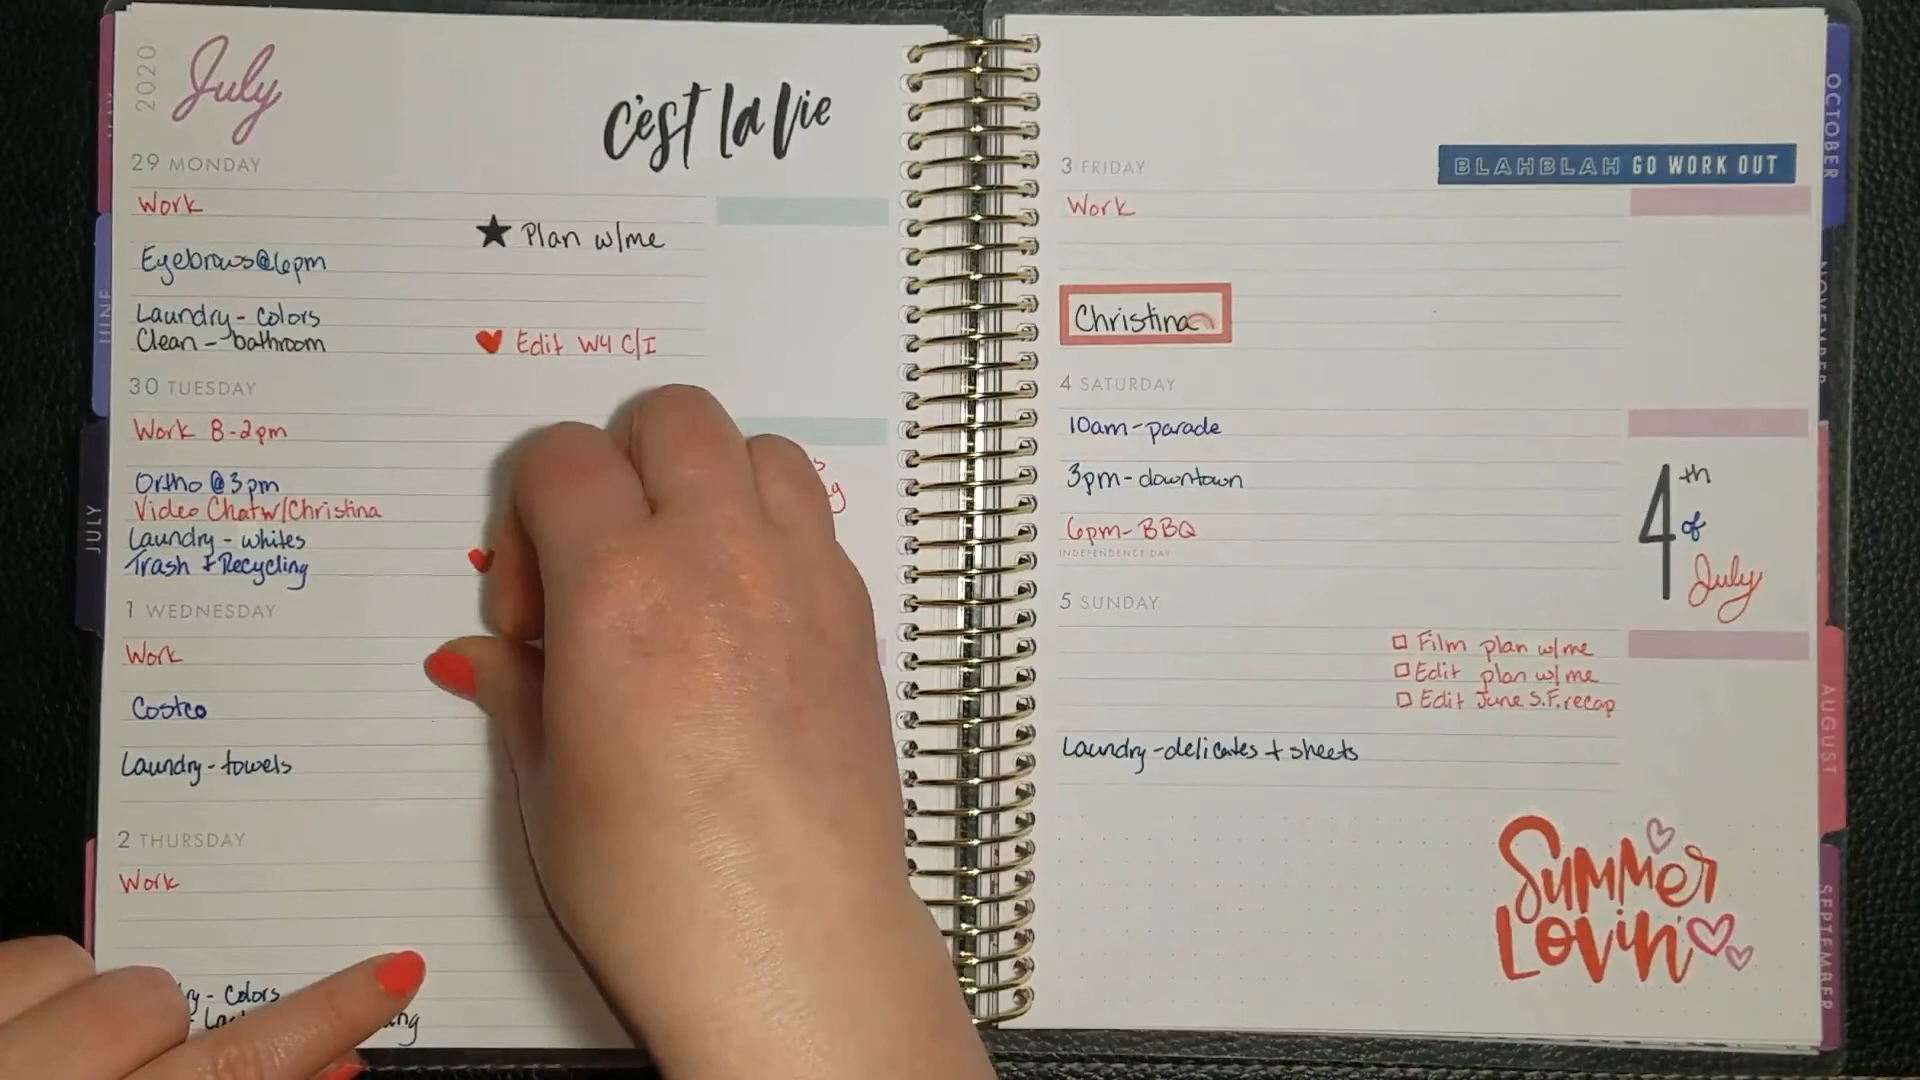 2020
July
c'est la vie
29 MONDAY
Work
★ Plan w/me
Eyebrows@6pm
Laundry - colors
Clean - bathroom
♥ Edit W4 C/I
30 TUESDAY
Work 8-2pm
Ortho @ 3pm
Video Chat w/Christina
Laundry - whites
Trash + Recycling
1 WEDNESDAY
Work
Costco
Laundry - towels
2 THURSDAY
Work
- colors
3 FRIDAY
BLAHBLAH GO WORK OUT
Work
Christina
4 SATURDAY
10am - parade
3pm - downtown
6pm - BBQ
INDEPENDENCE DAY
4th
of
July
5 SUNDAY
☐ Film plan w/me
☐ Edit plan w/me
☐ Edit June S.F. recap
Laundry - delicates + sheets
Summer
Lovin'
JUNE
JULY
OCTOBER
NOVEMBER
AUGUST
SEPTEMBER